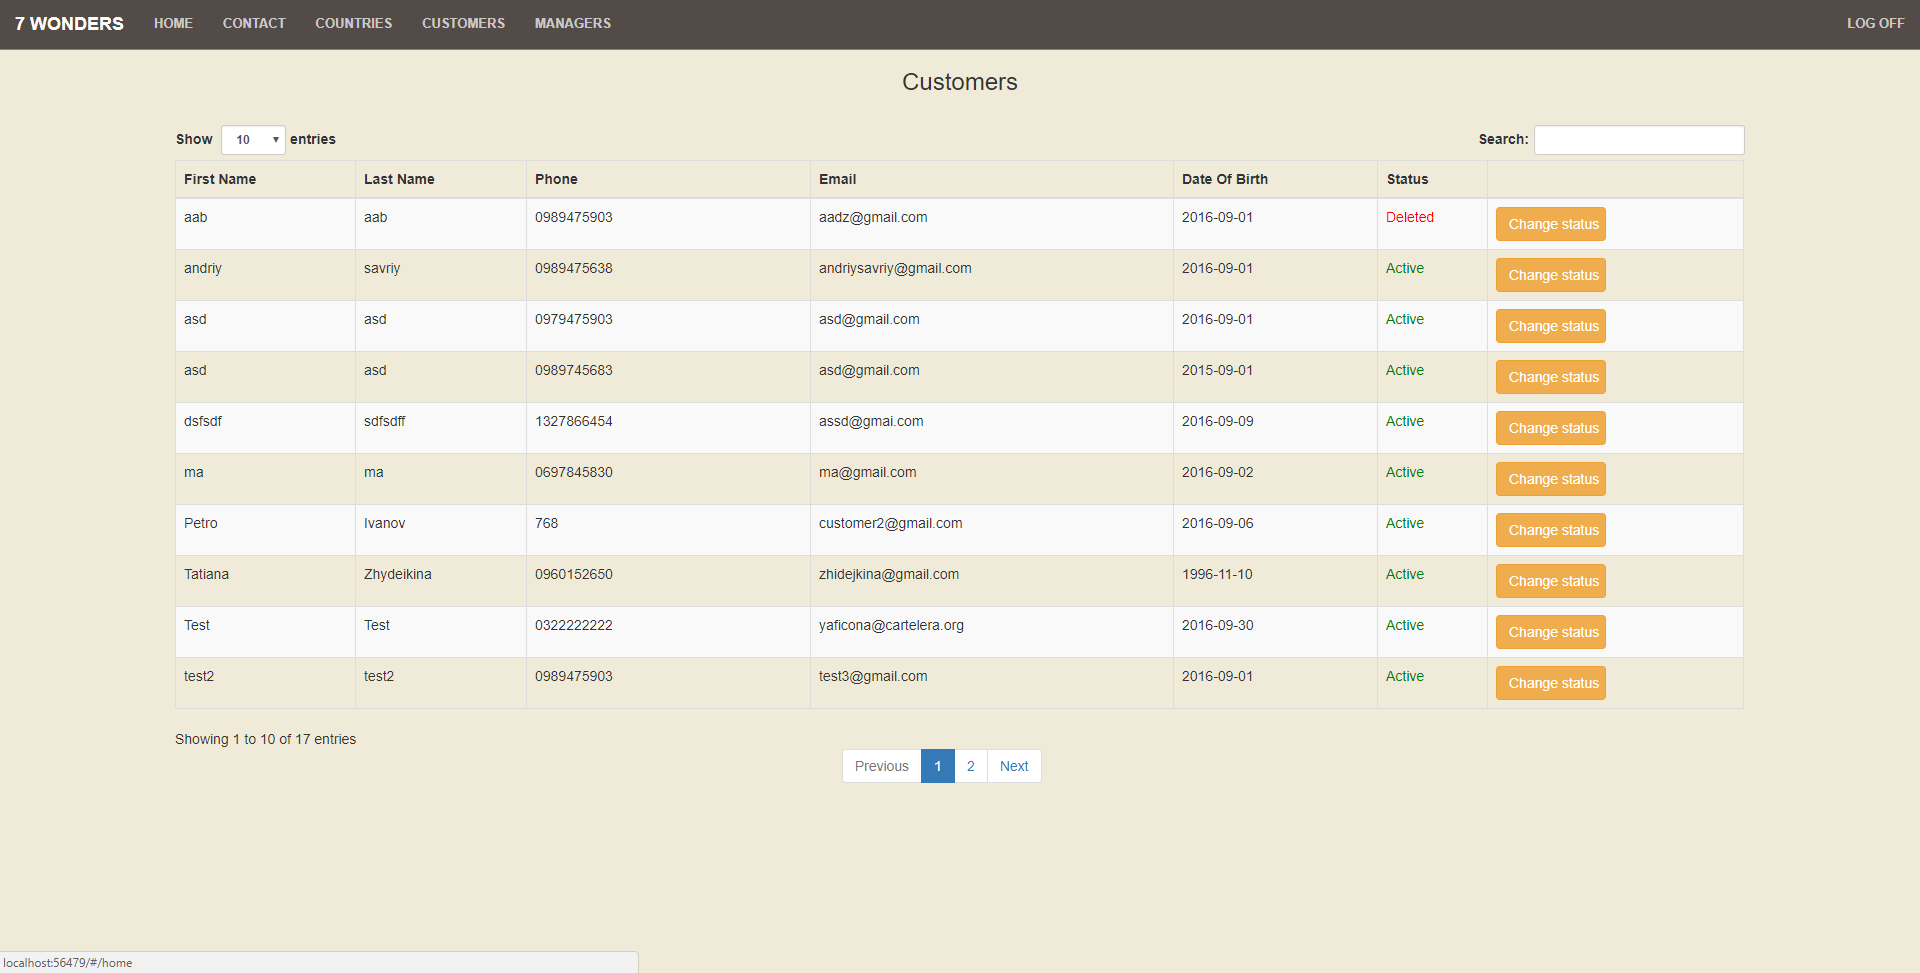 7 WONDERS HOME CONTACT COUNTRIES CUSTOMERS MANAGERS LOG OFF
Customers
Show 10 entries Search:
First Name Last Name Phone Email Date Of Birth Status
aab aab 0989475903 aadz@gmail.com 2016-09-01 Deleted Change status
andriy savriy 0989475638 andriysavriy@gmail.com 2016-09-01 Active Change status
asd asd 0979475903 asd@gmail.com 2016-09-01 Active Change status
asd asd 0989745683 asd@gmail.com 2015-09-01 Active Change status
dsfsdf sdfsdff 1327866454 assd@gmai.com 2016-09-09 Active Change status
ma ma 0697845830 ma@gmail.com 2016-09-02 Active Change status
Petro Ivanov 768 customer2@gmail.com 2016-09-06 Active Change status
Tatiana Zhydeikina 0960152650 zhidejkina@gmail.com 1996-11-10 Active Change status
Test Test 0322222222 yaficona@cartelera.org 2016-09-30 Active Change status
test2 test2 0989475903 test3@gmail.com 2016-09-01 Active Change status
Showing 1 to 10 of 17 entries
Previous 1 2 Next
localhost:56479/#/home